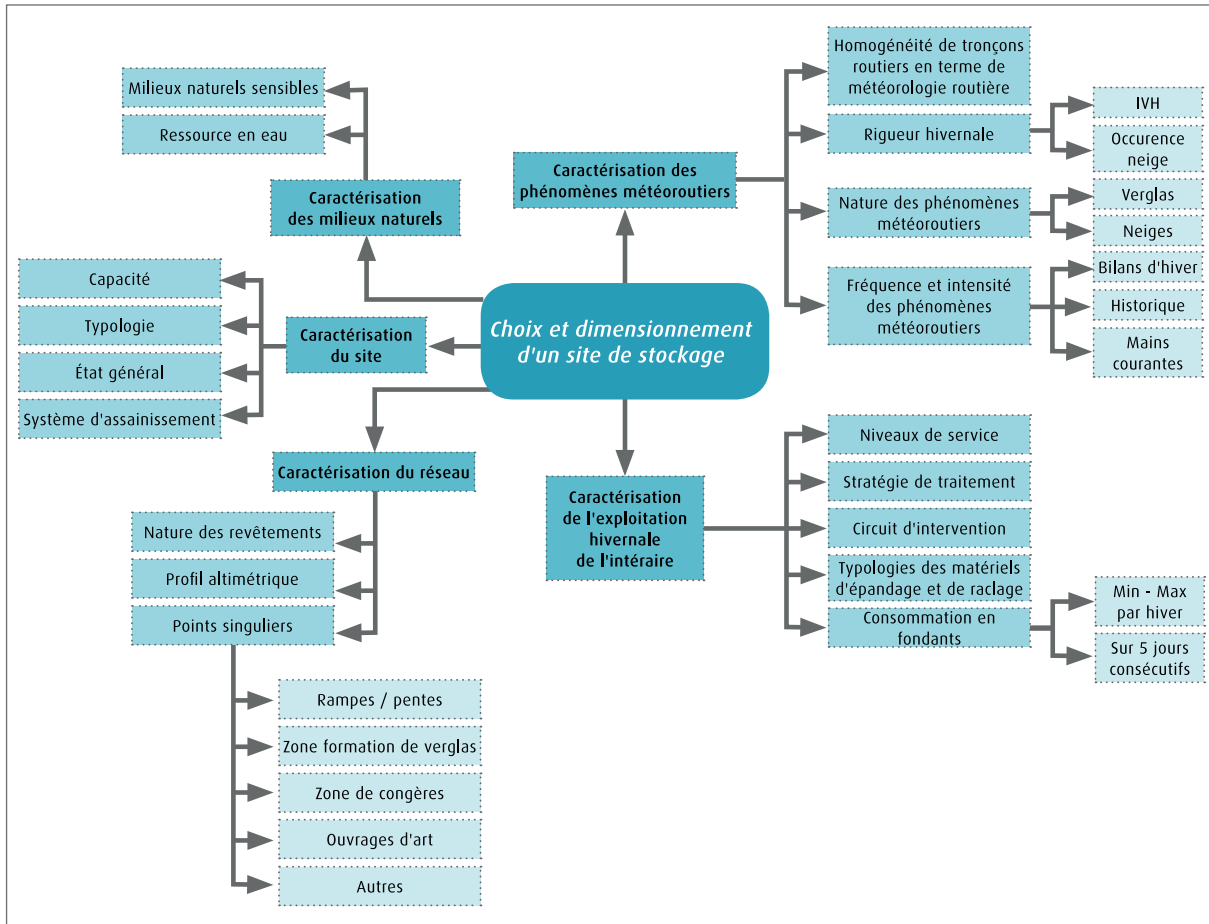 Milieux naturels sensibles
Ressource en eau
Caractérisation
des milieux naturels
Capacité
Typologie
État général
Système d'assainissement
Caractérisation
du site
Choix et dimensionnement
d'un site de stockage
Caractérisation des
phénomènes météoroutiers
Homogénéité de tronçons
routiers en terme de
météorologie routière
Rigueur hivernale
IVH
Occurence
neige
Nature des phénomènes
météoroutiers
Verglas
Neiges
Fréquence et intensité
des phénomènes
météoroutiers
Bilans d'hiver
Historique
Mains
courantes
Caractérisation du réseau
Nature des revêtements
Profil altimétrique
Points singuliers
Rampes / pentes
Zone formation de verglas
Zone de congères
Ouvrages d'art
Autres
Caractérisation
de l'exploitation
hivernale
de l'intéraire
Niveaux de service
Stratégie de traitement
Circuit d'intervention
Typologies des matériels
d'épandage et de raclage
Consommation en
fondants
Min - Max
par hiver
Sur 5 jours
consécutifs